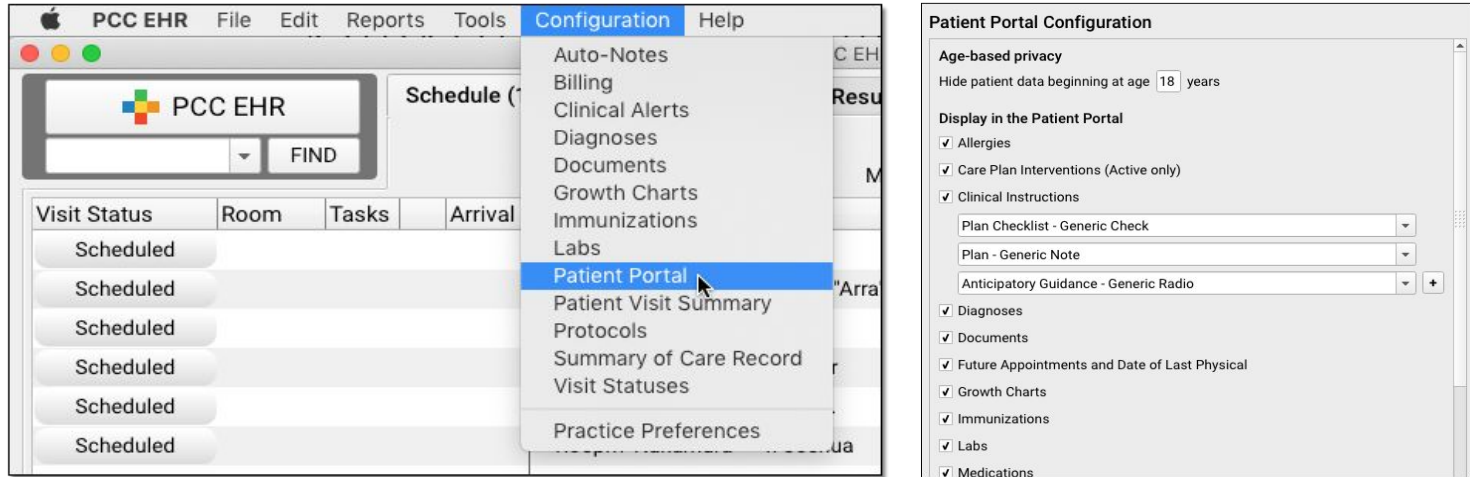 PCC EHR File Edit Reports Tools Configuration Help
PCC EHR
FIND
Schedule (
Resu
Visit Status Room Tasks Arrival
Scheduled
Scheduled
"Arra
Scheduled
Scheduled
Scheduled
Scheduled
Auto-Notes
Billing
Clinical Alerts
Diagnoses
Documents
Growth Charts
Immunizations
Labs
Patient Portal
Patient Visit Summary
Protocols
Summary of Care Record
Visit Statuses
Practice Preferences
C EH
M
Patient Portal Configuration
Age-based privacy
Hide patient data beginning at age 18 years
Display in the Patient Portal
Allergies
Care Plan Interventions (Active only)
Clinical Instructions
Plan Checklist - Generic Check
Plan - Generic Note
Anticipatory Guidance - Generic Radio
+
Diagnoses
Documents
Future Appointments and Date of Last Physical
Growth Charts
Immunizations
Labs
Medications